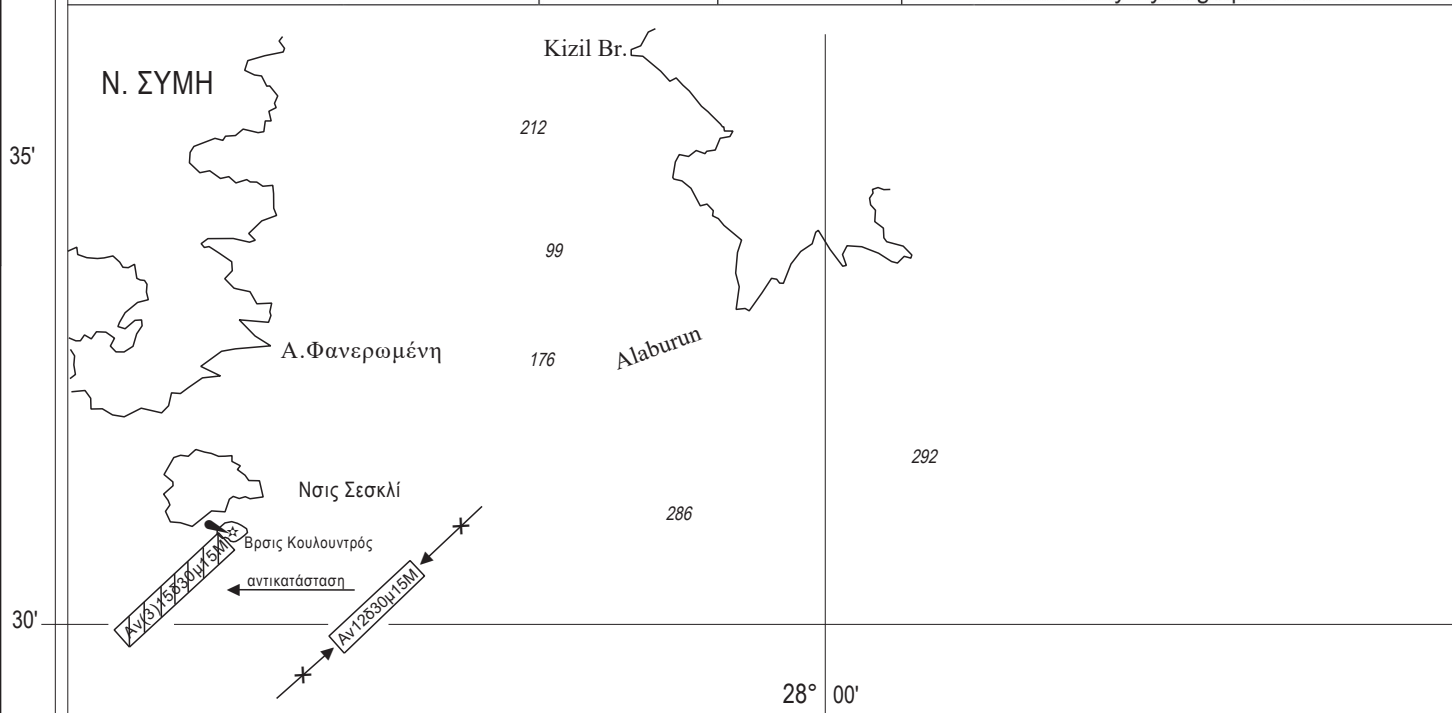 Kizil Br.
Ν. ΣΥΜΗ
212
35'
99
Α.Φανερωμένη
176
Alaburun
292
Νσις Σεσκλί
286
Βρσις Κουλουντρός
Αν(3)15δ30μ15Μ
αντικατάσταση
Αν12δ30μ15Μ
30'
28° 00'